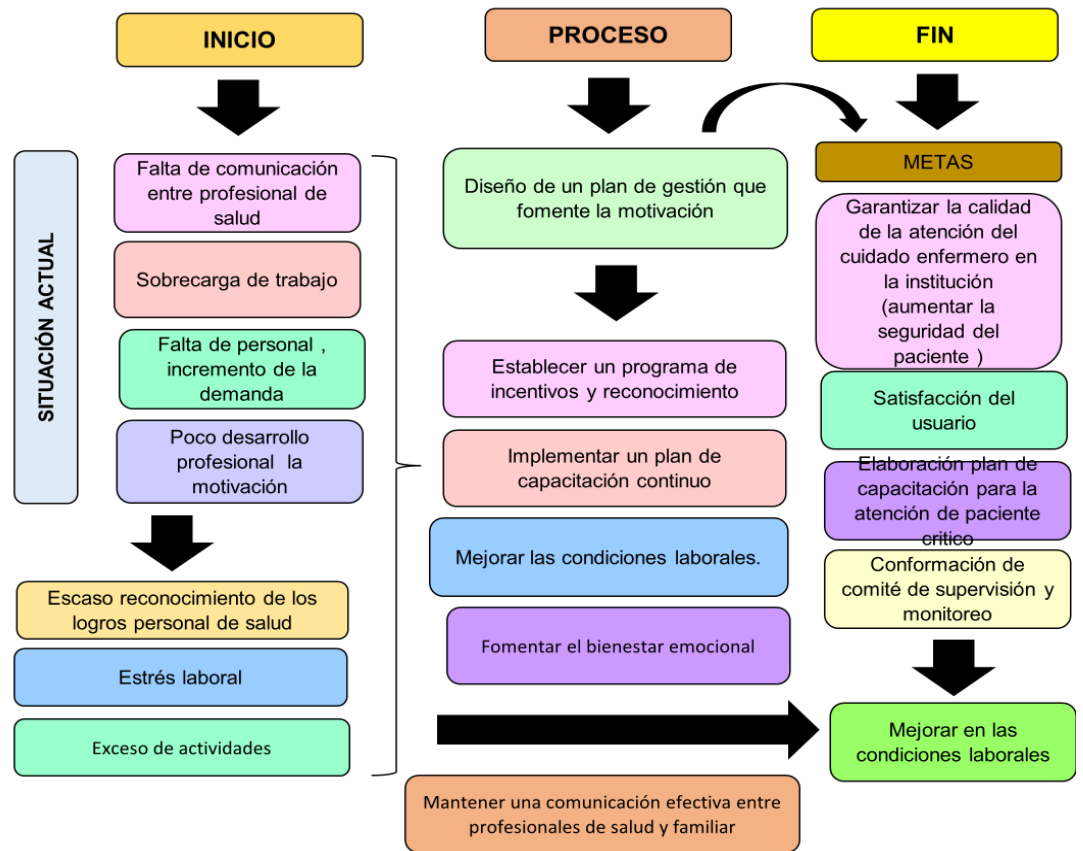 INICIO
SITUACIÓN ACTUAL
Falta de comunicación
entre profesional de
salud
Sobrecarga de trabajo
Falta de personal ,
incremento de la
demanda
Poco desarrollo
profesional la
motivación
Escaso reconocimiento de los
logros personal de salud
Estrés laboral
Exceso de actividades
PROCESO
Diseño de un plan de gestión que
fomente la motivación
Establecer un programa de
incentivos y reconocimiento
Implementar un plan de
capacitación continuo
Mejorar las condiciones laborales.
Fomentar el bienestar emocional
Mantener una comunicación efectiva entre
profesionales de salud y familiar
FIN
METAS
Garantizar la calidad
de la atención del
cuidado enfermero en
la institución
(aumentar la
seguridad del
paciente )
Satisfacción del
usuario
Elaboración plan de
capacitación para la
atención de paciente
critico
Conformación de
comité de supervisión y
monitoreo
Mejorar en las
condiciones laborales